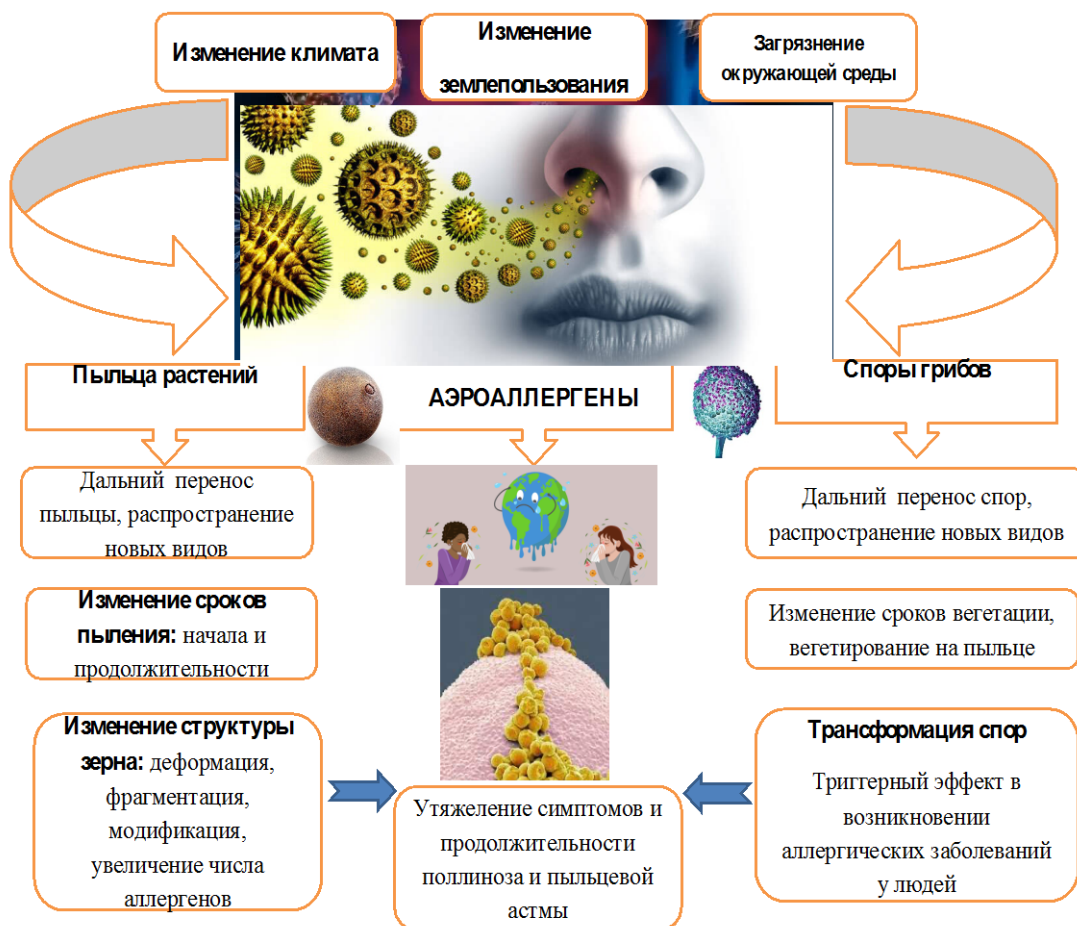 Изменение климата
Изменение
землепользования
Загрязнение
окружающей среды
Пыльца растений
АЭРОАЛЛЕРГЕНЫ
Споры грибов
Дальний перенос
пыльцы, распространение
новых видов
Дальний перенос спор,
распространение новых видов
Изменение сроков
пыления: начала и
продолжительности
Изменение сроков вегетации,
вегетирование на пыльце
Изменение структуры
зерна: деформация,
фрагментация,
модификация,
увеличение числа
аллергенов
Утяжеление симптомов и
продолжительности
поллиноза и пыльцевой
астмы
Трансформация спор
Триггерный эффект в
возникновении
аллергических заболеваний
у людей